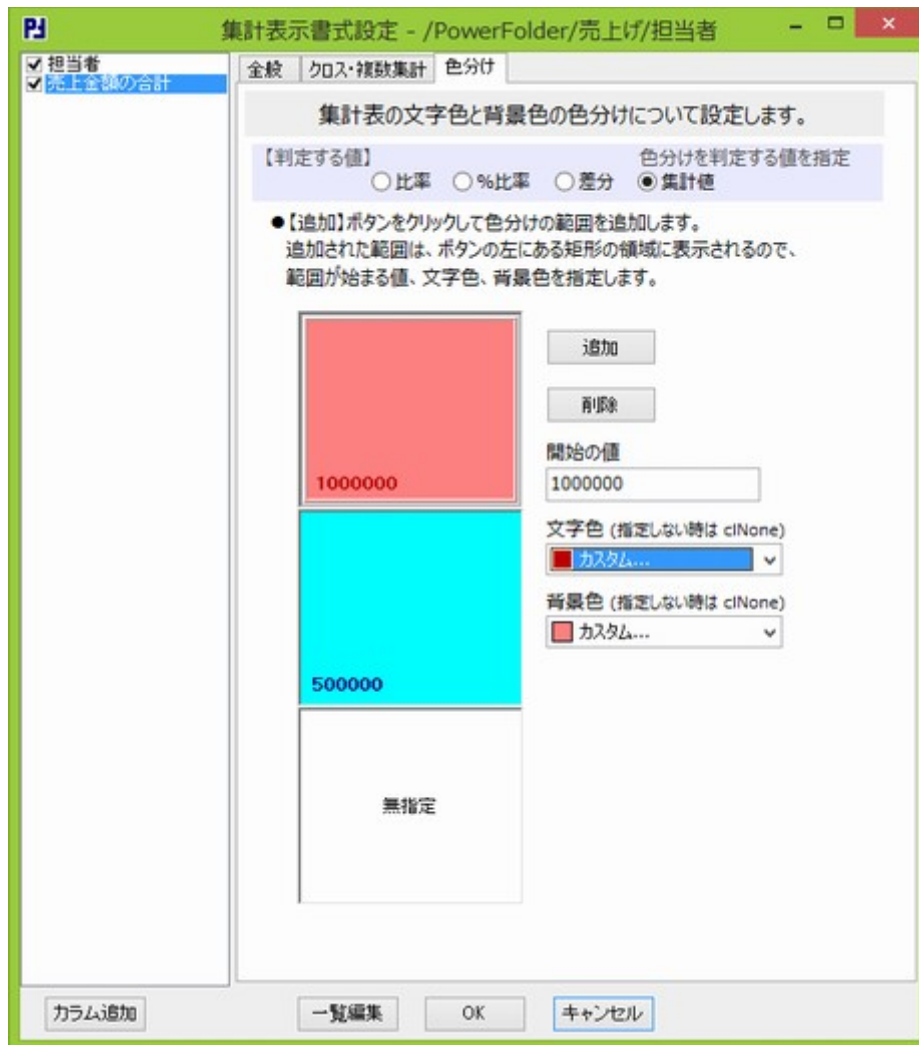 集計表示書式設定 - /PowerFolder/売上げ/担当者
担当者
売上金額の合計
全般 クロス・複数集計 色分け
集計表の文字色と背景色の色分けについて設定します。
【判定する値】 色分けを判定する値を指定
比率 %比率 差分 集計値
●【追加】ボタンをクリックして色分けの範囲を追加します。
追加された範囲は、ボタンの左にある矩形の領域に表示されるので、
範囲が始まる値、文字色、背景色を指定します。
追加
削除
開始の値
1000000
1000000
文字色 (指定しない時は clNone)
カスタム...
背景色 (指定しない時は clNone)
カスタム...
500000
無指定
カラム追加 一覧編集 OK キャンセル